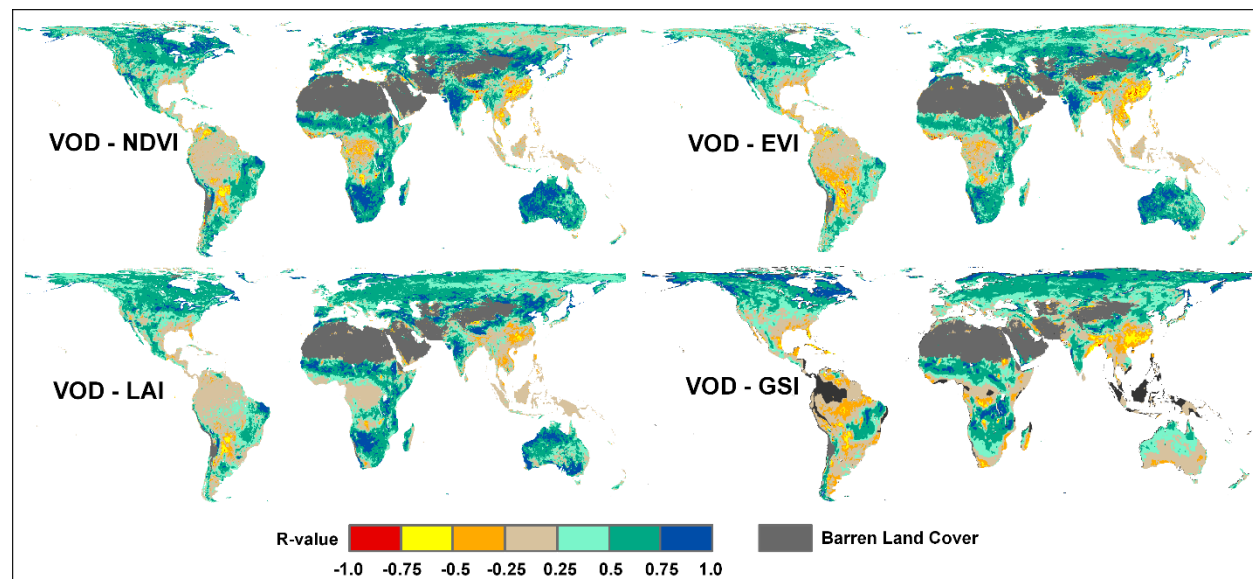 VOD - NDVI
VOD - EVI
VOD - LAI
VOD - GSI
R-value
Barren Land Cover
-1.0 -0.75 -0.5 -0.25 0.25 0.5 0.75 1.0